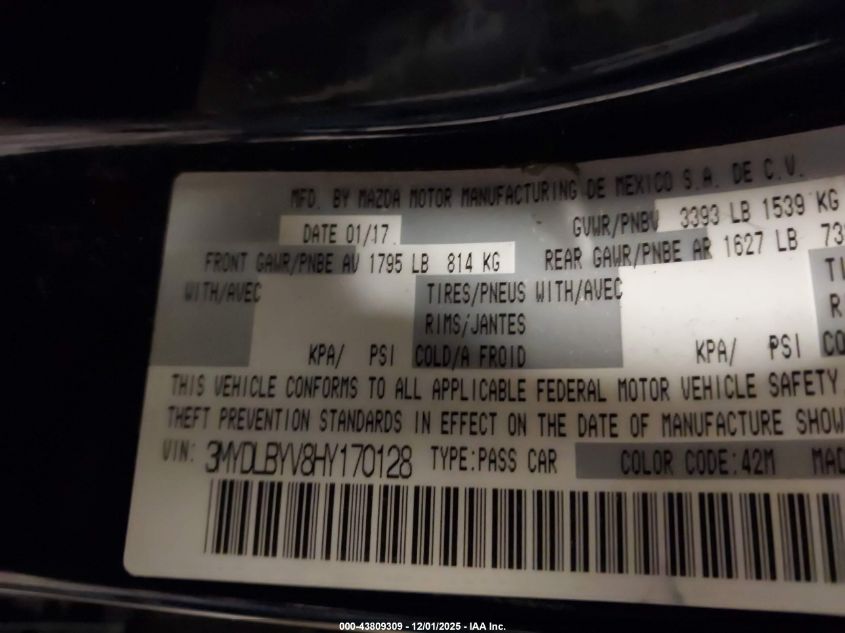 MFD. BY MAZDA MOTOR MANUFACTURING DE MEXICO S.A. DE C.V.
DATE 01/17 GVWR/PNBV 3393 LB 1539 KG
FRONT GAWR/PNBE AV 1795 LB 814 KG REAR GAWR/PNBE AR 1627 LB
WITH/AVEC TIRES/PNEUS WITH/AVEC
RIMS/JANTES
KPA/ PSI COLD/A FROID KPA/ PSI
THIS VEHICLE CONFORMS TO ALL APPLICABLE FEDERAL MOTOR VEHICLE SAFETY
THEFT PREVENTION STANDARDS IN EFFECT ON THE DATE OF MANUFACTURE SHOW
VIN: 3MYDLBYV8HY170128 TYPE:PASS CAR COLOR CODE:42M MAD
000-43809309 - 12/01/2025 - IAA Inc.